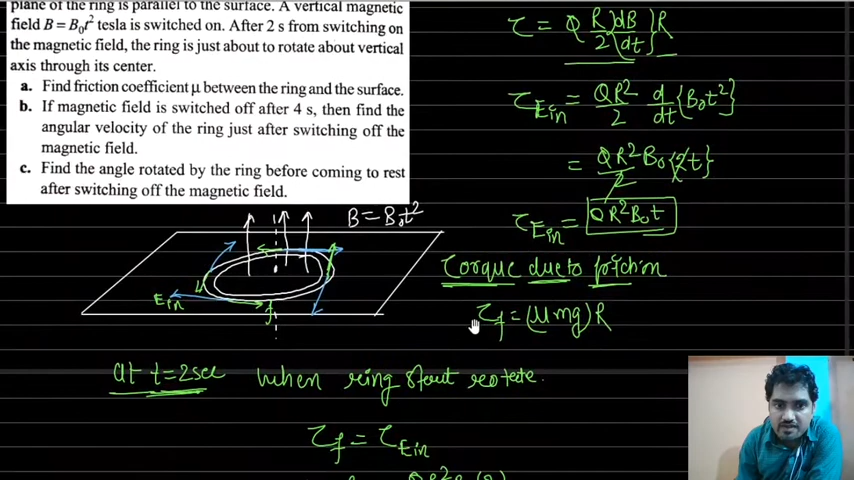 plane of the ring is parallel to the surface. A vertical magnetic
field B = B₀t² tesla is switched on. After 2 s from switching on
the magnetic field, the ring is just about to rotate about vertical
axis through its center.
a. Find friction coefficient μ between the ring and the surface.
b. If magnetic field is switched off after 4 s, then find the
angular velocity of the ring just after switching off the
magnetic field.
c. Find the angle rotated by the ring before coming to rest
after switching off the magnetic field.
B = B₀t²
Ein
f
τ = Q R/2 {dB/dt} R
τEin = QR²/2 d/dt {B₀t²}
= QR²/2 B₀{2t}
τEin = QR²B₀t
Torque due to friction
τf = (μmg)R
at t=2sec when ring start rotate.
τf = τEin